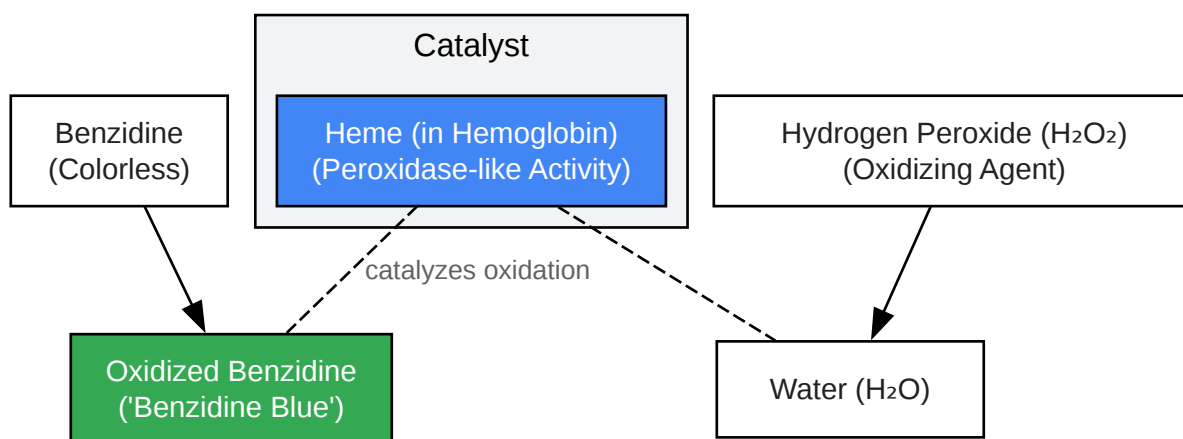 Catalyst
Benzidine
(Colorless)
Heme (in Hemoglobin)
(Peroxidase-like Activity)
Hydrogen Peroxide (H₂O₂)
(Oxidizing Agent)
catalyzes oxidation
Oxidized Benzidine
('Benzidine Blue')
Water (H₂O)